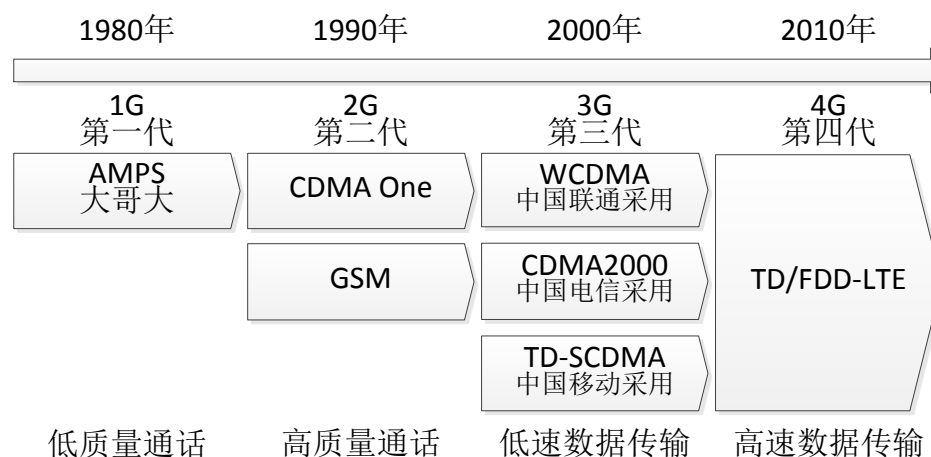 1980年
1990年
2000年
2010年
1G
第一代
2G
第二代
3G
第三代
4G
第四代
AMPS
大哥大
CDMA One
WCDMA
中国联通采用
GSM
CDMA2000
中国电信采用
TD/FDD-LTE
TD-SCDMA
中国移动采用
低质量通话
高质量通话
低速数据传输
高速数据传输